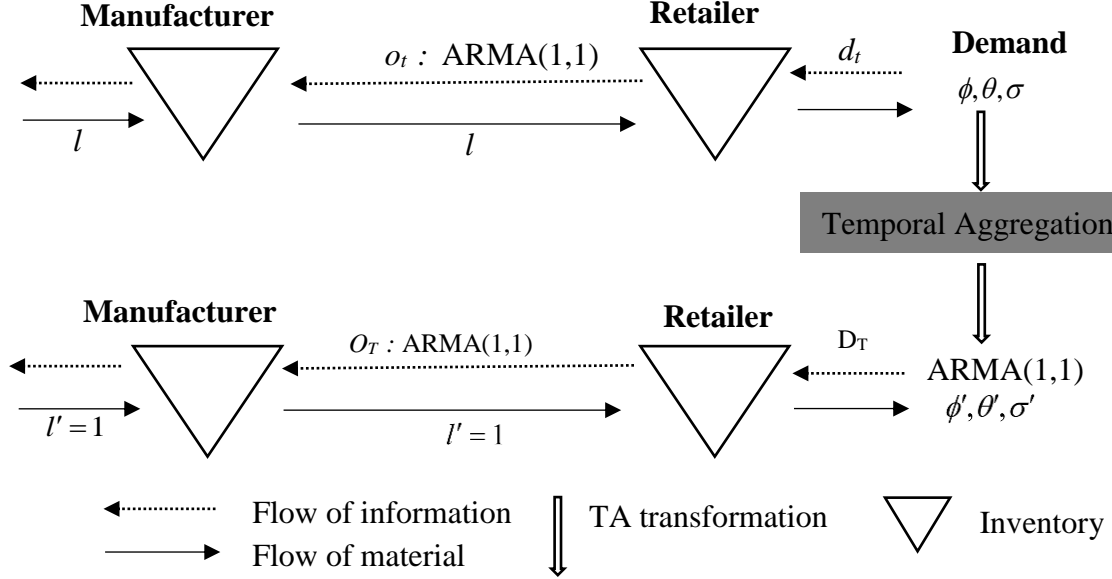 Manufacturer
Retailer
Demand
o_t : ARMA(1,1)
d_t
ϕ,θ,σ
l
l
Temporal Aggregation
Manufacturer
Retailer
O_T : ARMA(1,1)
D_T
ARMA(1,1)
ϕ′,θ′,σ′
l′ = 1
l′ = 1
Flow of information
TA transformation
Inventory
Flow of material